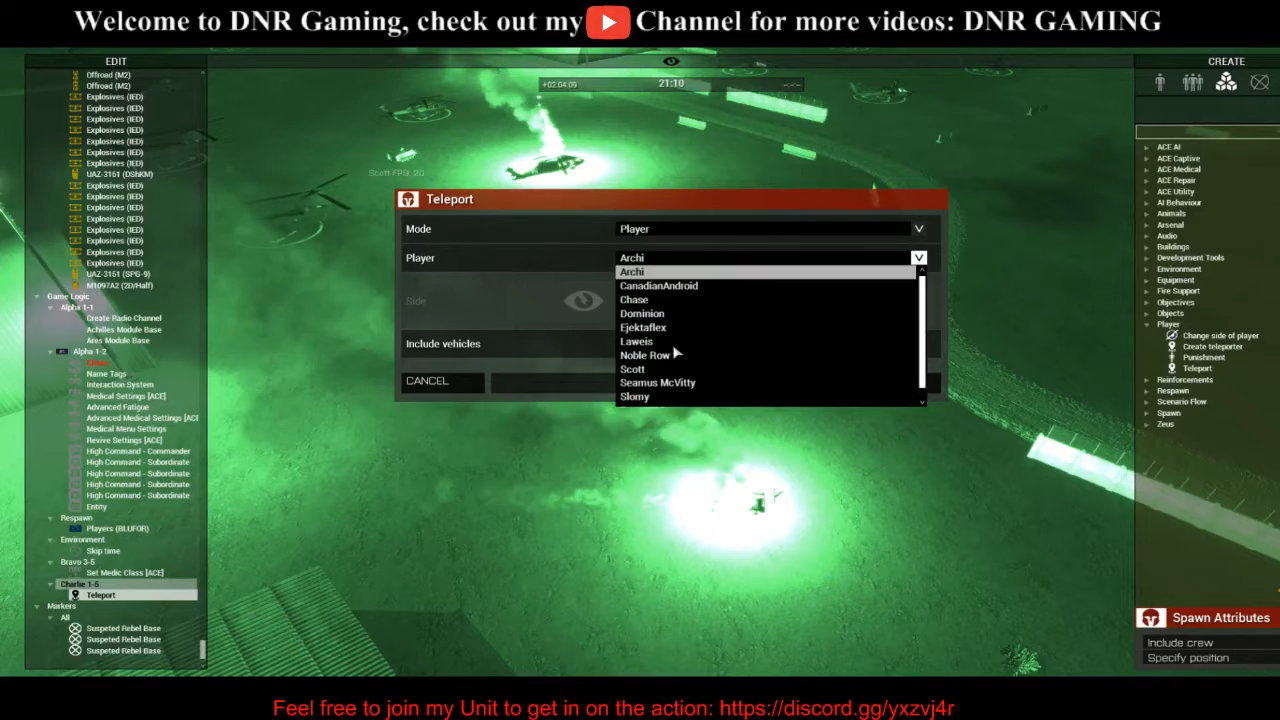 Welcome to DNR Gaming, check out my Channel for more videos: DNR GAMING
EDIT
Offroad (M2)
Offroad (M2)
Explosives (IED)
Explosives (IED)
Explosives (IED)
Explosives (IED)
Explosives (IED)
Explosives (IED)
Explosives (IED)
UAZ-3151 (DShKM)
Explosives (IED)
Explosives (IED)
Explosives (IED)
Explosives (IED)
Explosives (IED)
Explosives (IED)
Explosives (IED)
Explosives (IED)
UAZ-3151 (SPG-9)
M1097A2 (2D/Half)
Game Logic
Alpha 1-1
Create Radio Channel
Achilles Module Base
Ares Module Base
Alpha 1-2
Name Tags
Interaction System
Medical Settings [ACE]
Advanced Fatigue
Advanced Medical Settings [ACE
Medical Menu Settings
Revive Settings [ACE]
High Command - Commander
High Command - Subordinate
High Command - Subordinate
High Command - Subordinate
High Command - Subordinate
Entity
Respawn
Players (BLUFOR)
Environment
Skip time
Bravo 3-5
Set Medic Class [ACE]
Charlie 1-5
Teleport
Markers
All
Suspeted Rebel Base
Suspeted Rebel Base
Suspeted Rebel Base
+02:04:09
21:10
--:--
Scott FPS: 20
Teleport
Mode
Player
Player
Archi
Archi
CanadianAndroid
Chase
Dominion
Ejektaflex
Laweis
Noble Row
Scott
Seamus McVitty
Slomy
Side
Include vehicles
CANCEL
CREATE
ACE AI
ACE Captive
ACE Medical
ACE Repair
ACE Utility
AI Behaviour
Animals
Arsenal
Audio
Buildings
Development Tools
Environment
Equipment
Fire Support
Objectives
Objects
Player
Change side of player
Create teleporter
Punishment
Teleport
Reinforcements
Respawn
Scenario Flow
Spawn
Zeus
Spawn Attributes
Include crew
Specify position
Feel free to join my Unit to get in on the action: https://discord.gg/yxzvj4r